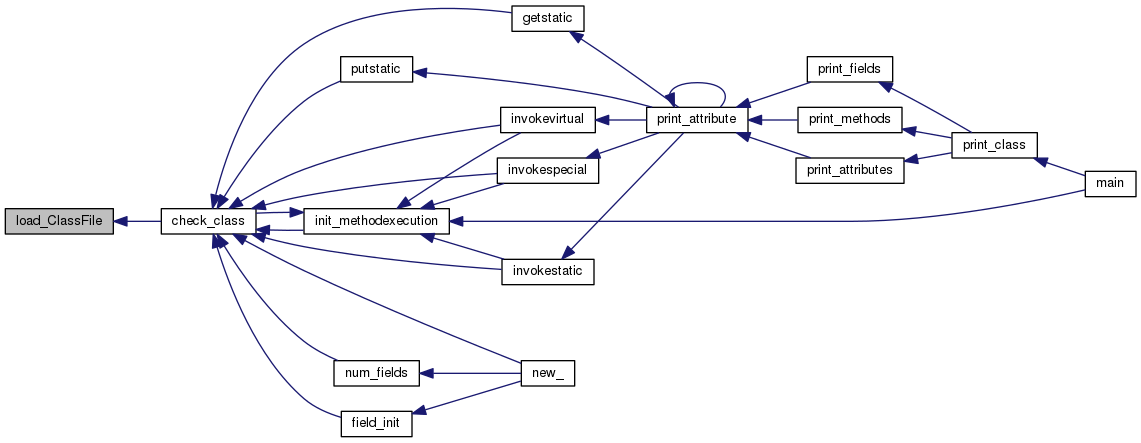 getstatic
putstatic
print_fields
invokevirtual
print_attribute
print_methods
print_class
invokespecial
print_attributes
main
load_ClassFile
check_class
init_methodexecution
invokestatic
num_fields
new_
field_init